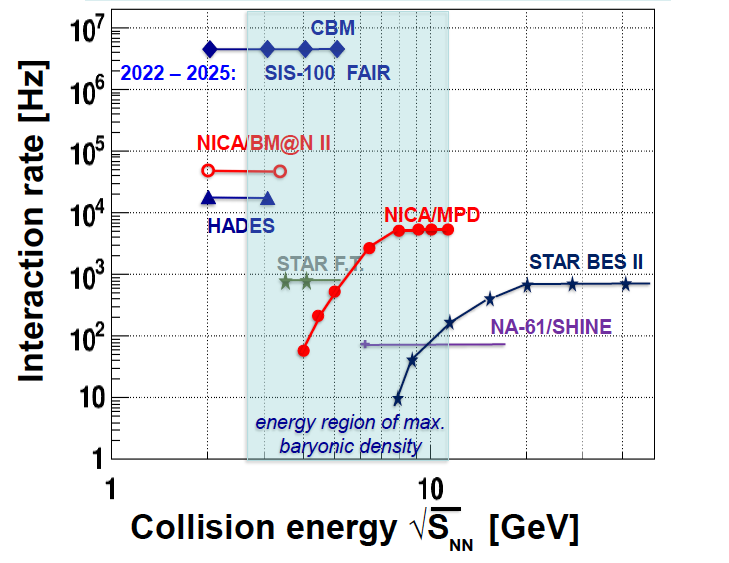 10⁷
CBM
2022 – 2025: SIS-100 FAIR
10⁶
10⁵
NICA/BM@N II
10⁴
NICA/MPD
HADES
STAR F.T.
STAR BES II
10³
NA-61/SHINE
10²
10
energy region of max.
baryonic density
1
1 10
Interaction rate [Hz]
Collision energy √S_NN [GeV]